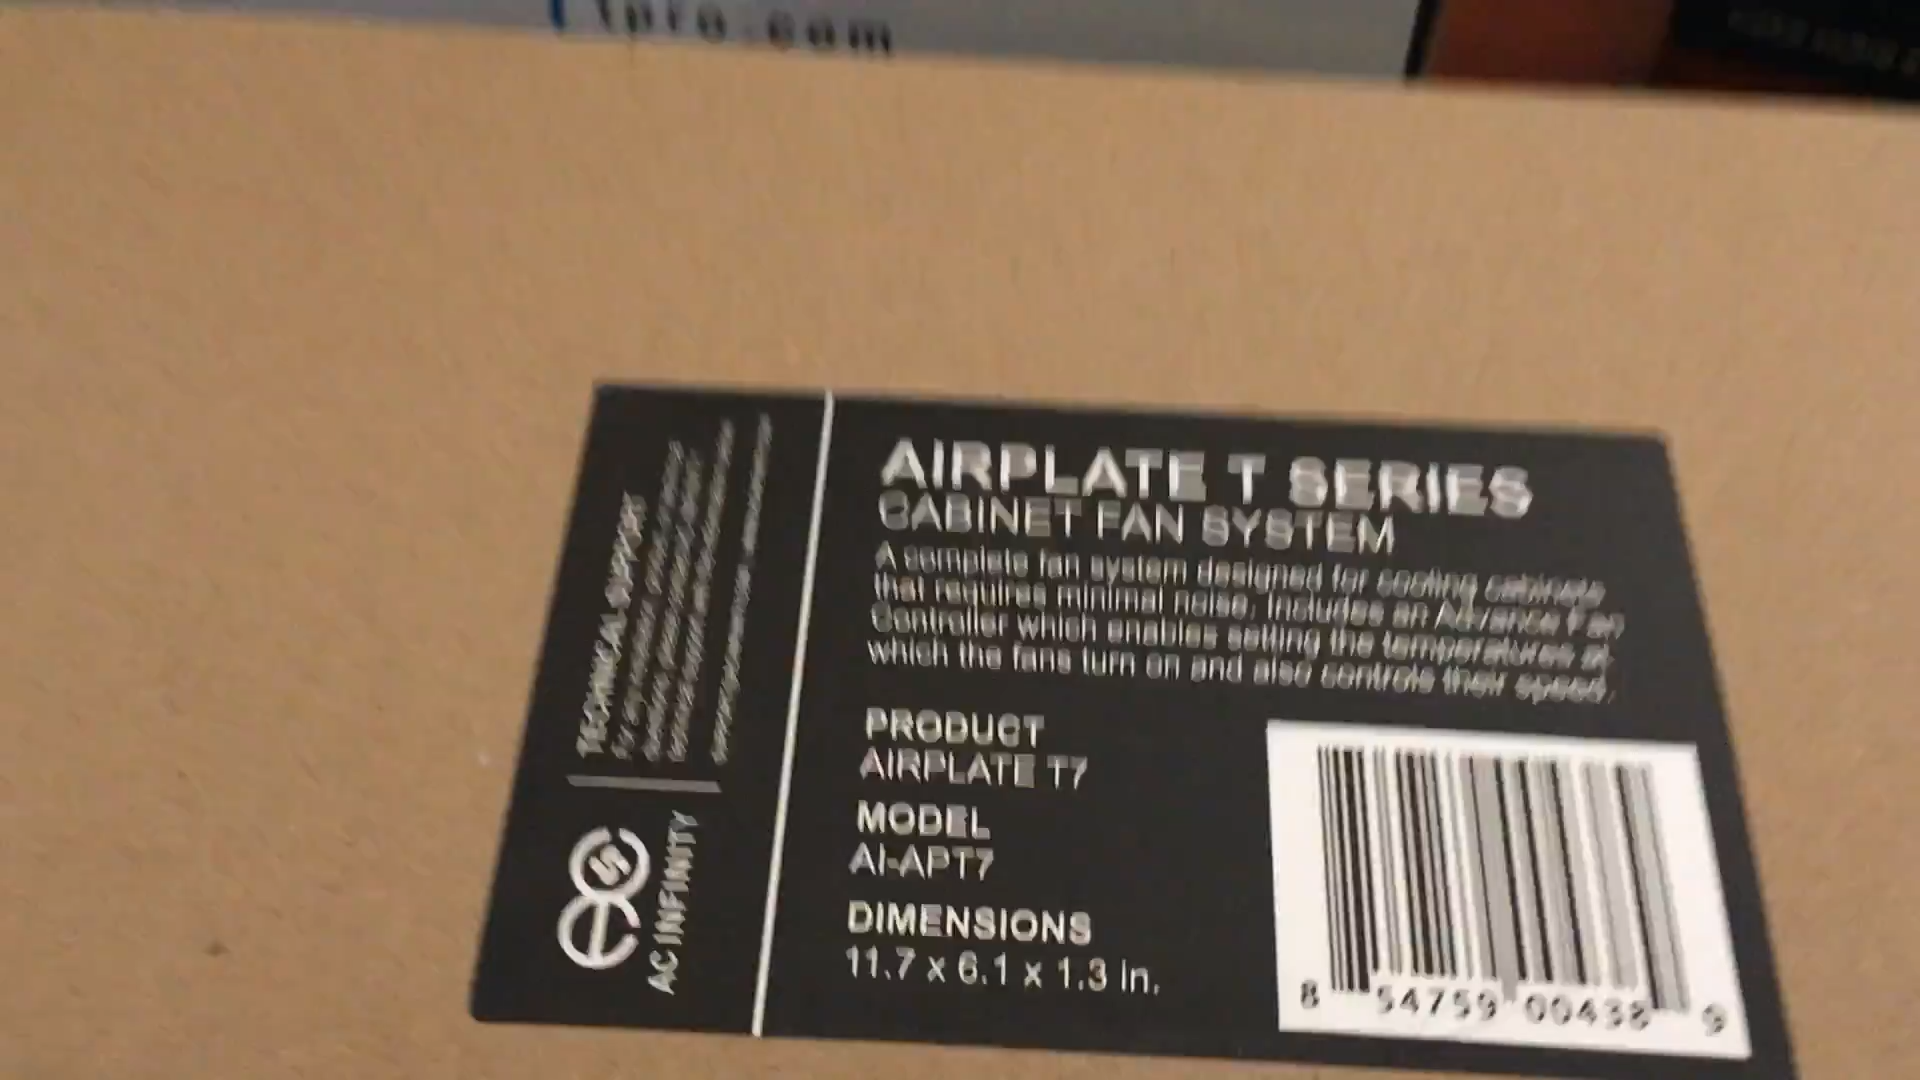 tpro.com
AIRPLATE T SERIES
CABINET FAN SYSTEM
A complete fan system designed for cooling cabinets
that requires minimal noise. Includes an Advance Fan
Controller which enables setting the temperatures at
which the fans turn on and also controls their speed.
PRODUCT
AIRPLATE T7
MODEL
AI-APT7
DIMENSIONS
11.7 x 6.1 x 1.3 in.
8 54759 00438 9
TECHNICAL SUPPORT
AC INFINITY